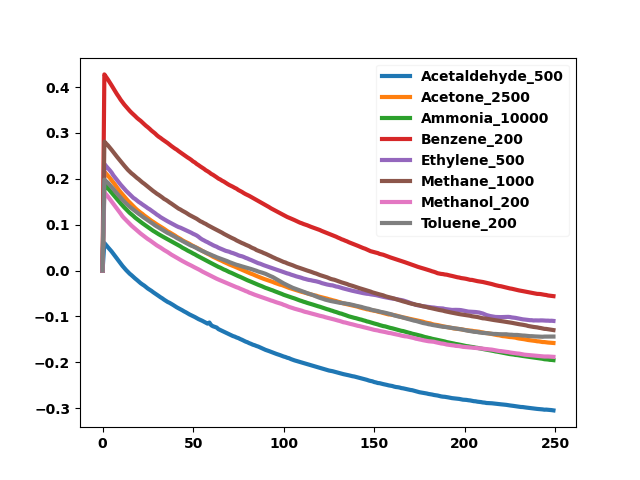 Acetaldehyde_500
Acetone_2500
Ammonia_10000
Benzene_200
Ethylene_500
Methane_1000
Methanol_200
Toluene_200
0.4
0.3
0.2
0.1
0.0
−0.1
−0.2
−0.3
0 50 100 150 200 250